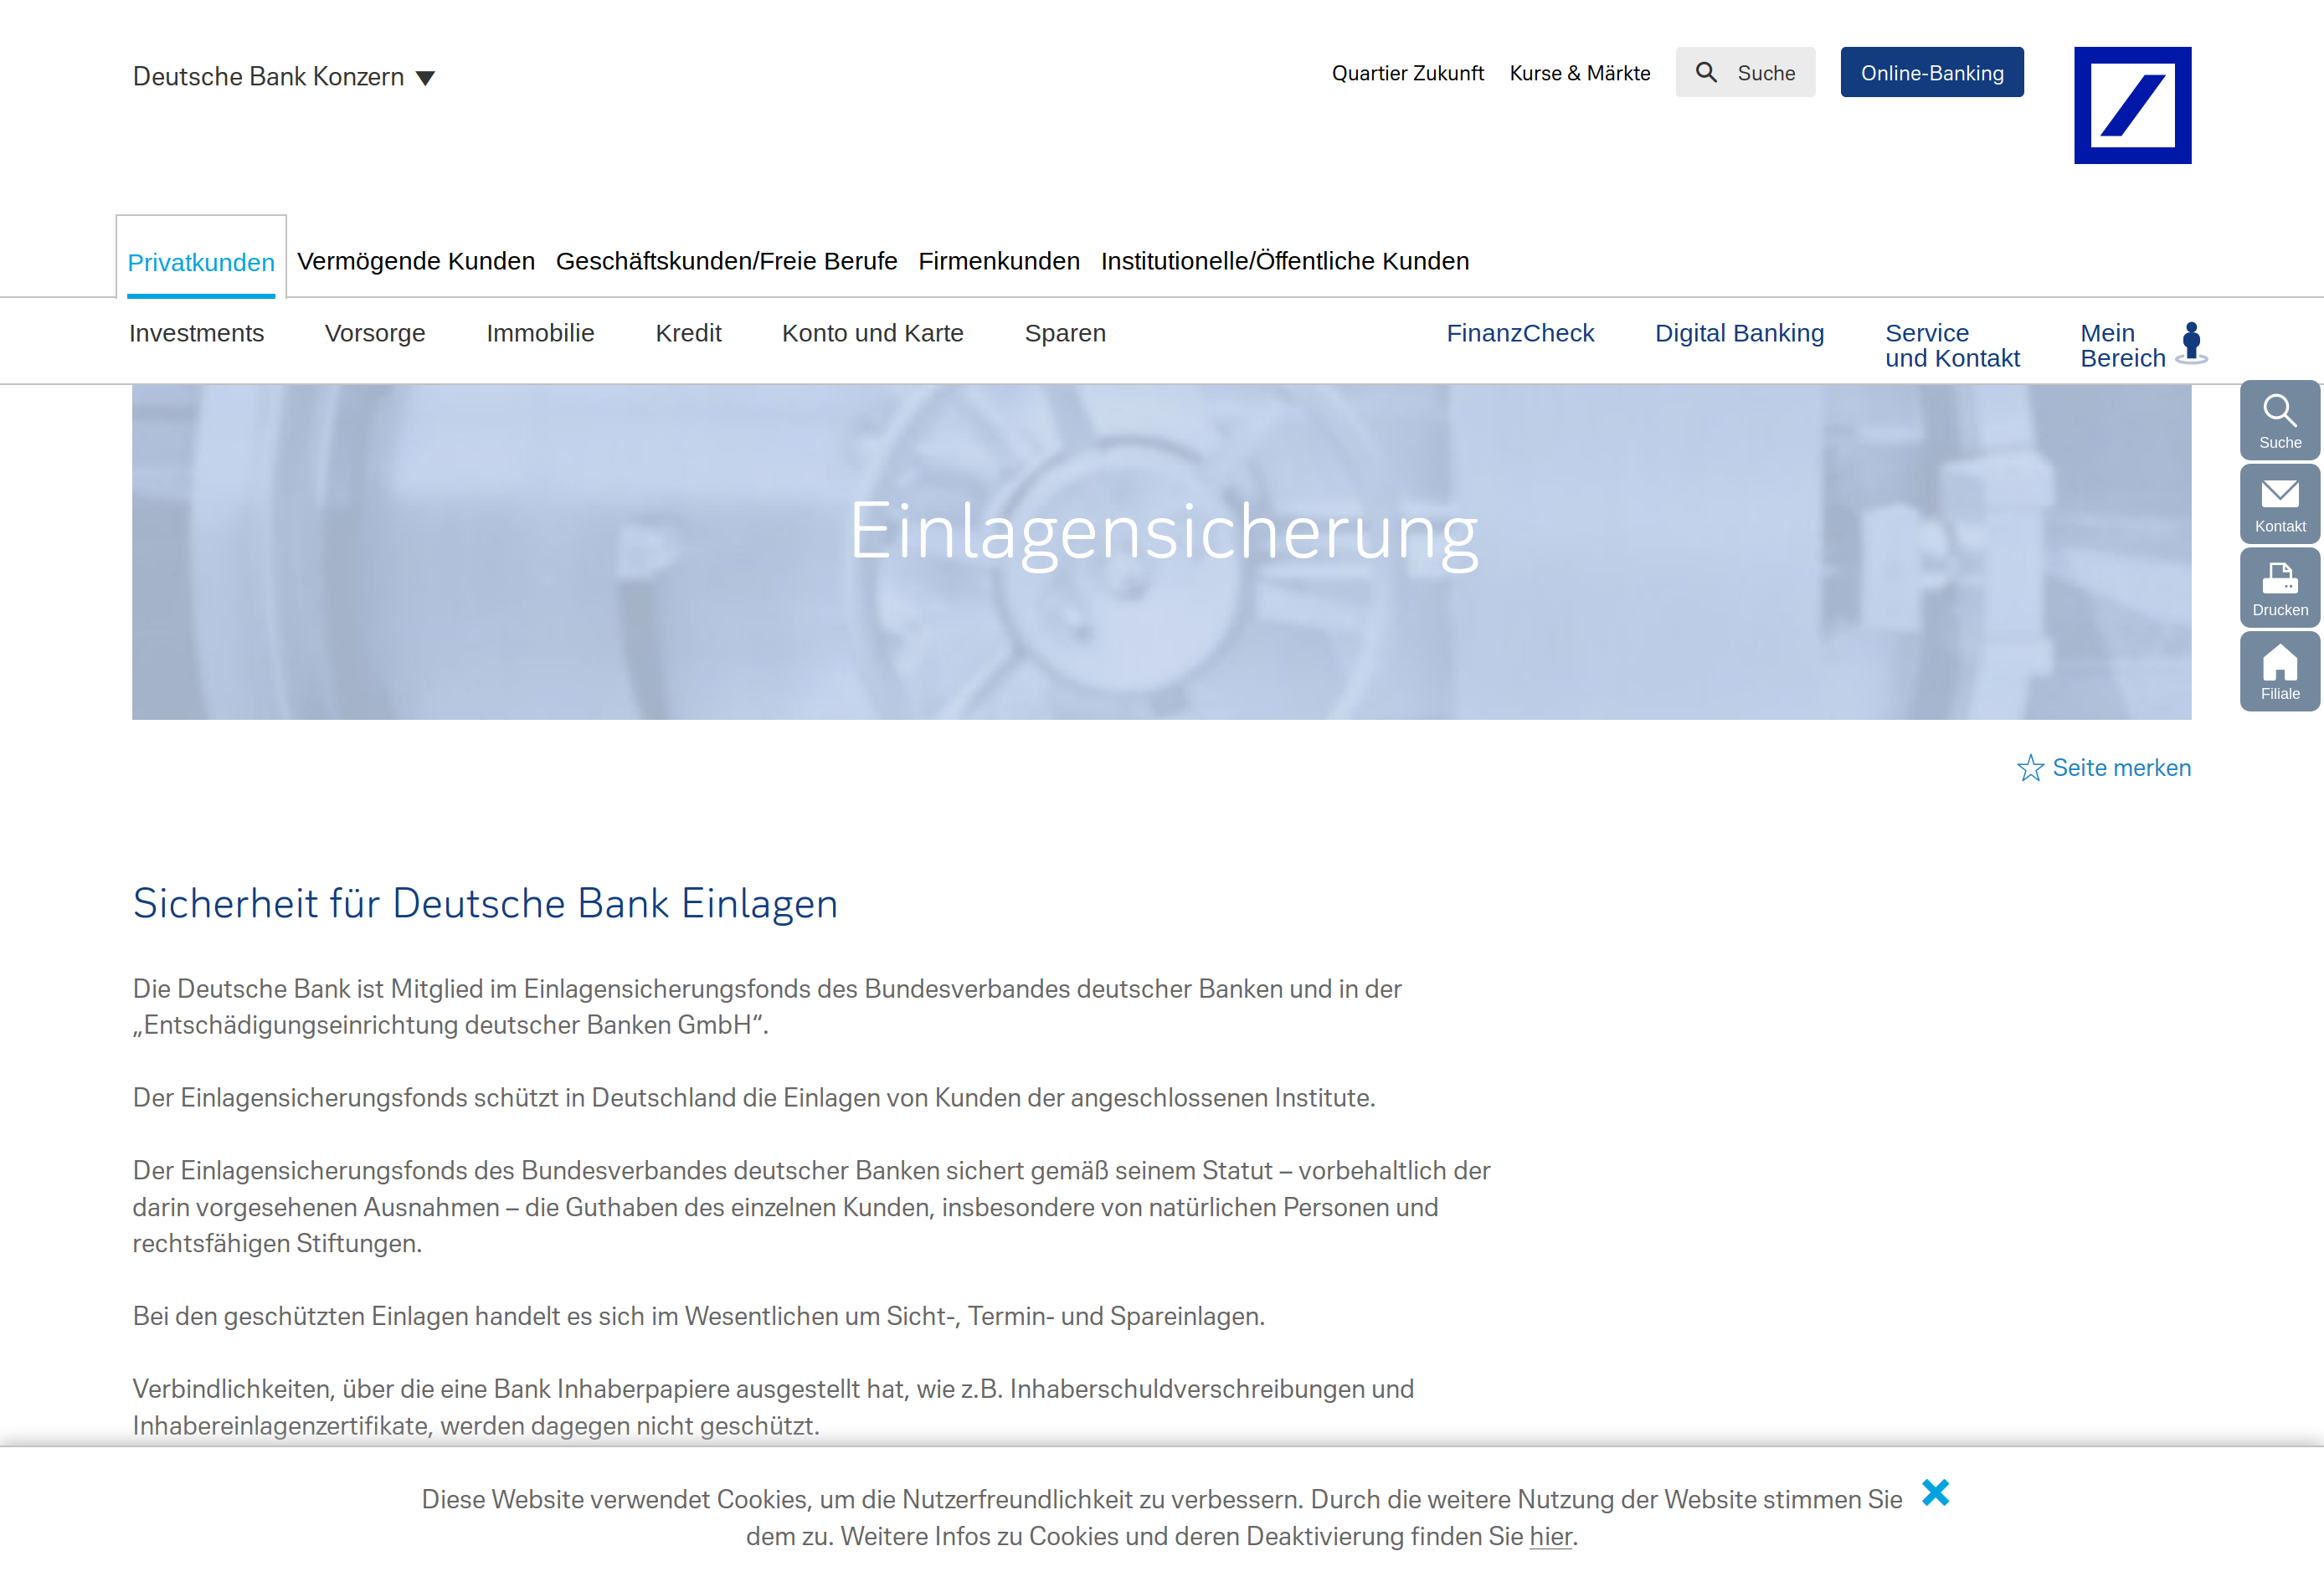 Deutsche Bank Konzern
Quartier Zukunft
Kurse & Märkte
Suche
Online-Banking
Privatkunden
Vermögende Kunden
Geschäftskunden/Freie Berufe
Firmenkunden
Institutionelle/Öffentliche Kunden
Investments
Vorsorge
Immobilie
Kredit
Konto und Karte
Sparen
FinanzCheck
Digital Banking
Service
und Kontakt
Mein
Bereich
Suche
Kontakt
Drucken
Filiale
Einlagensicherung
Seite merken
Sicherheit für Deutsche Bank Einlagen
Die Deutsche Bank ist Mitglied im Einlagensicherungsfonds des Bundesverbandes deutscher Banken und in der
„Entschädigungseinrichtung deutscher Banken GmbH“.
Der Einlagensicherungsfonds schützt in Deutschland die Einlagen von Kunden der angeschlossenen Institute.
Der Einlagensicherungsfonds des Bundesverbandes deutscher Banken sichert gemäß seinem Statut – vorbehaltlich der
darin vorgesehenen Ausnahmen – die Guthaben des einzelnen Kunden, insbesondere von natürlichen Personen und
rechtsfähigen Stiftungen.
Bei den geschützten Einlagen handelt es sich im Wesentlichen um Sicht-, Termin- und Spareinlagen.
Verbindlichkeiten, über die eine Bank Inhaberpapiere ausgestellt hat, wie z.B. Inhaberschuldverschreibungen und
Inhabereinlagenzertifikate, werden dagegen nicht geschützt.
Diese Website verwendet Cookies, um die Nutzerfreundlichkeit zu verbessern. Durch die weitere Nutzung der Website stimmen Sie
dem zu. Weitere Infos zu Cookies und deren Deaktivierung finden Sie hier.